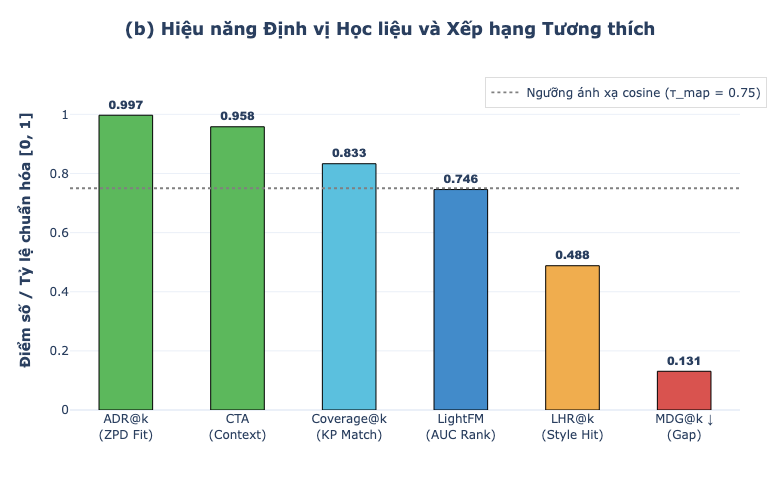 (b) Hiệu năng Định vị Học liệu và Xếp hạng Tương thích
Ngưỡng ánh xạ cosine (τ_map = 0.75)
Điểm số / Tỷ lệ chuẩn hóa [0, 1]
1
0.8
0.6
0.4
0.2
0
0.997
0.958
0.833
0.746
0.488
0.131
ADR@k
(ZPD Fit)
CTA
(Context)
Coverage@k
(KP Match)
LightFM
(AUC Rank)
LHR@k
(Style Hit)
MDG@k ↓
(Gap)